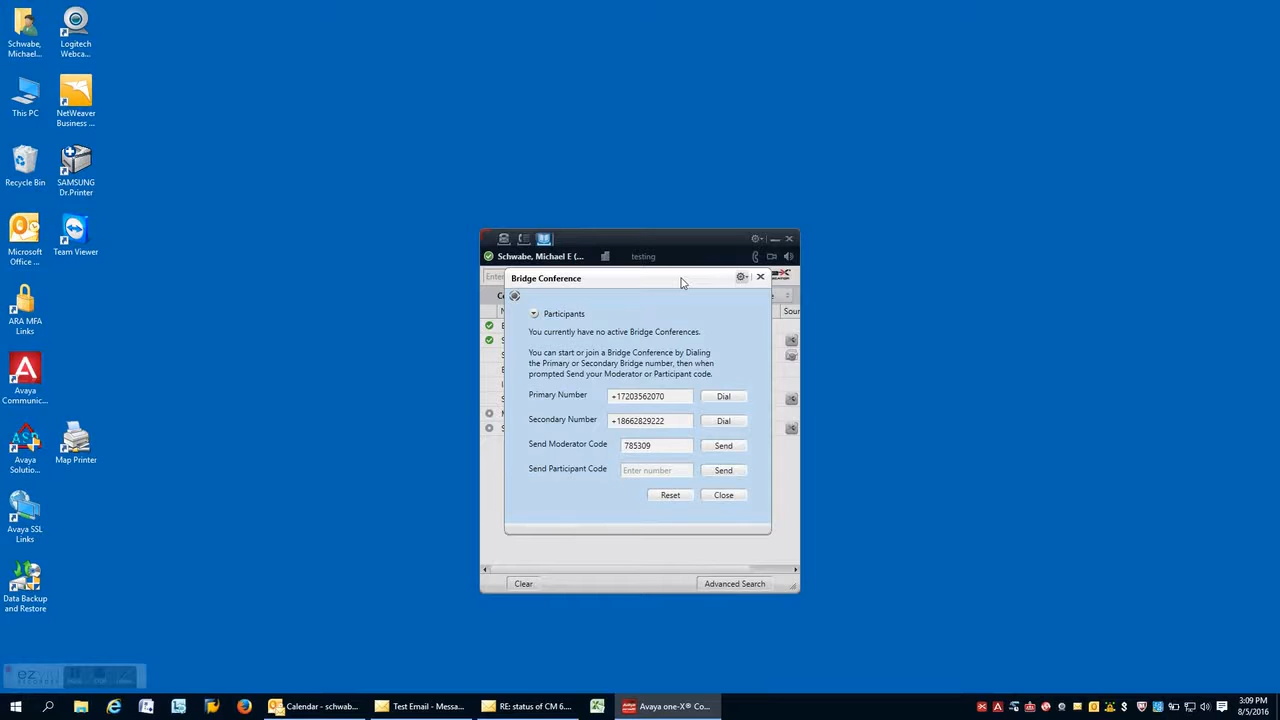 Schwabe,
Michael...
Logitech
Webca...
This PC
NetWeaver
Business ...
Recycle Bin
SAMSUNG
Dr.Printer
Microsoft
Office ...
Team Viewer
ARA MFA
Links
Avaya
Communic...
Avaya
Solutio...
Map Printer
Avaya SSL
Links
Data Backup
and Restore
Schwabe, Michael E (...
testing
Bridge Conference
Participants
You currently have no active Bridge Conferences.
You can start or join a Bridge Conference by Dialing
the Primary or Secondary Bridge number, then when
prompted Send your Moderator or Participant code.
Primary Number +17203562070 Dial
Secondary Number +18662829222 Dial
Send Moderator Code 785309 Send
Send Participant Code Enter number Send
Reset Close
Clear Advanced Search
Calendar - schwab...
Test Email - Messa...
RE: status of CM 6....
Avaya one-X® Co...
3:09 PM
8/5/2016